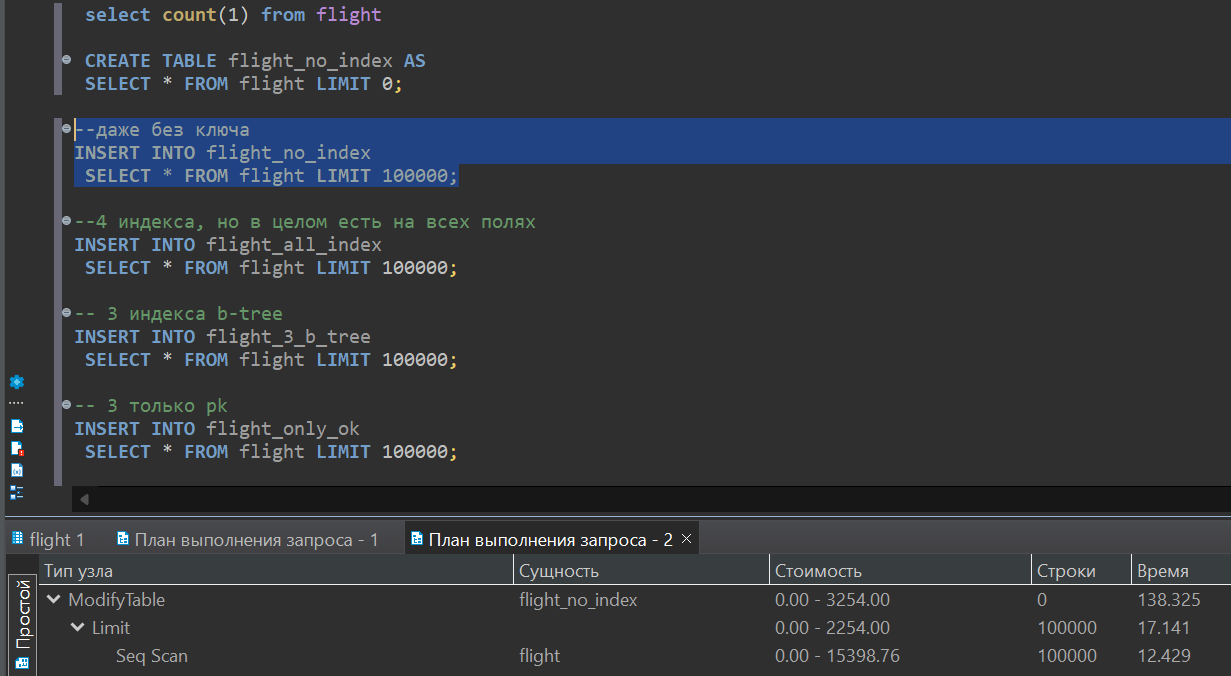 select count(1) from flight
CREATE TABLE flight_no_index AS
SELECT * FROM flight LIMIT 0;
--даже без ключа
INSERT INTO flight_no_index
SELECT * FROM flight LIMIT 100000;
--4 индекса, но в целом есть на всех полях
INSERT INTO flight_all_index
SELECT * FROM flight LIMIT 100000;
-- 3 индекса b-tree
INSERT INTO flight_3_b_tree
SELECT * FROM flight LIMIT 100000;
-- 3 только pk
INSERT INTO flight_only_ok
SELECT * FROM flight LIMIT 100000;
flight 1 План выполнения запроса - 1 План выполнения запроса - 2
Простой
Тип узла Сущность Стоимость Строки Время
ModifyTable flight_no_index 0.00 - 3254.00 0 138.325
Limit 0.00 - 2254.00 100000 17.141
Seq Scan flight 0.00 - 15398.76 100000 12.429